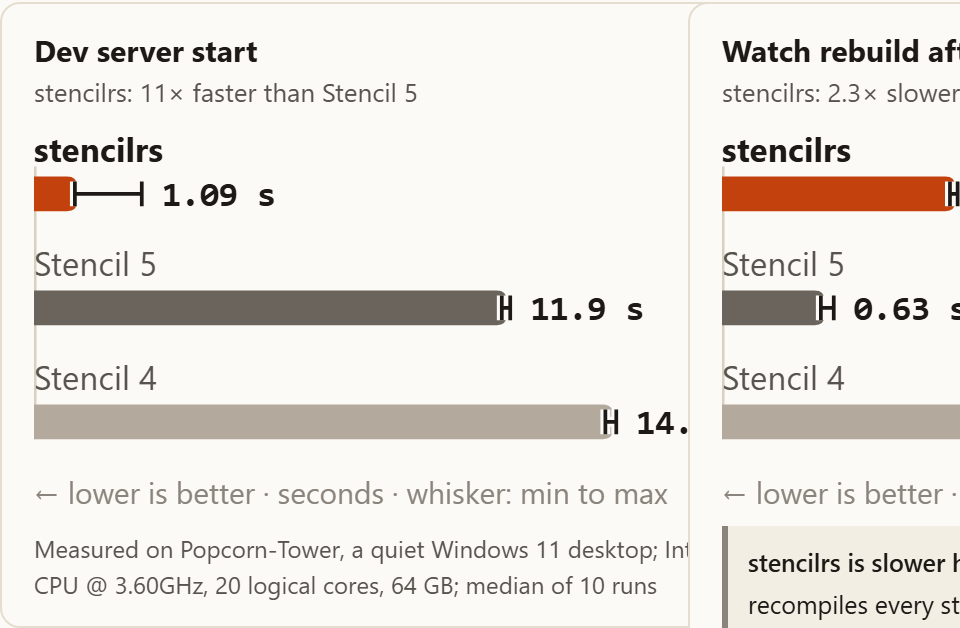 Dev server start
stencilrs: 11× faster than Stencil 5
stencilrs
1.09 s
Stencil 5
11.9 s
Stencil 4
14.
← lower is better · seconds · whisker: min to max
Measured on Popcorn-Tower, a quiet Windows 11 desktop;
CPU @ 3.60GHz, 20 logical cores, 64 GB; median of 10 runs
Watch rebuild
stencilrs: 2.3× slower
stencilrs
Stencil 5
0.63 s
Stencil 4
← lower is better ·
stencilrs is slower
recompiles every